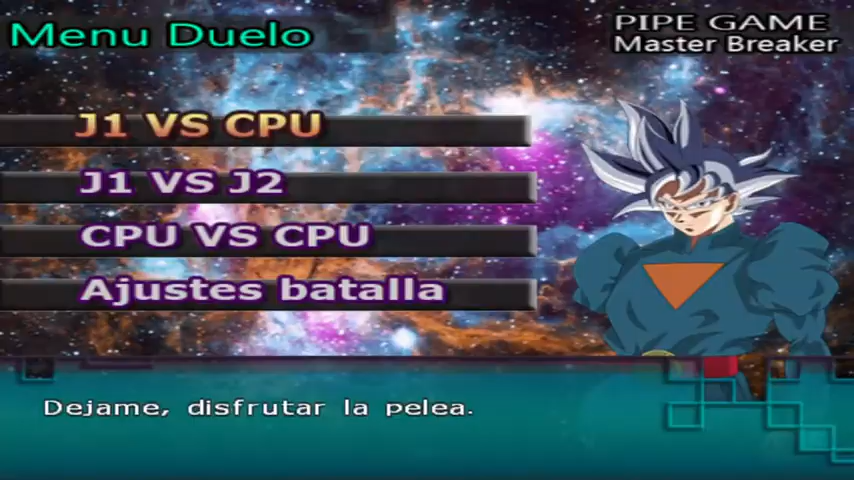 Menu Duelo
PIPE GAME
Master Breaker
J1 VS CPU
J1 VS J2
CPU VS CPU
Ajustes batalla
Dejame, disfrutar la pelea.